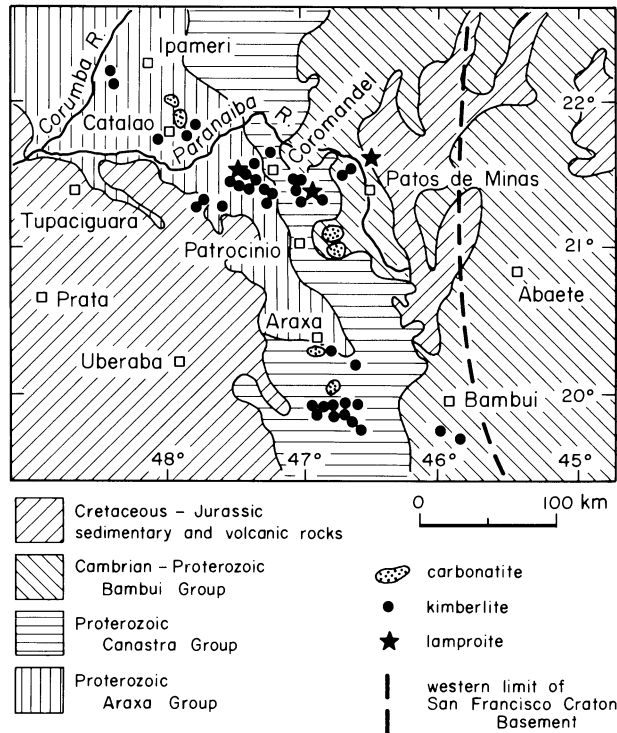 Ipameri
Corumba R.
Catalao
Paranaiba R.
Coromandel
22°
Patos de Minas
Tupaciguara
Patrocinio
21°
Prata
Abaete
Araxa
Uberaba
Bambui
20°
48°
47°
46°
45°
Cretaceous – Jurassic
sedimentary and volcanic rocks
Cambrian – Proterozoic
Bambui Group
Proterozoic
Canastra Group
Proterozoic
Araxa Group
0 100 km
carbonatite
kimberlite
lamproite
western limit of
San Francisco Craton
Basement